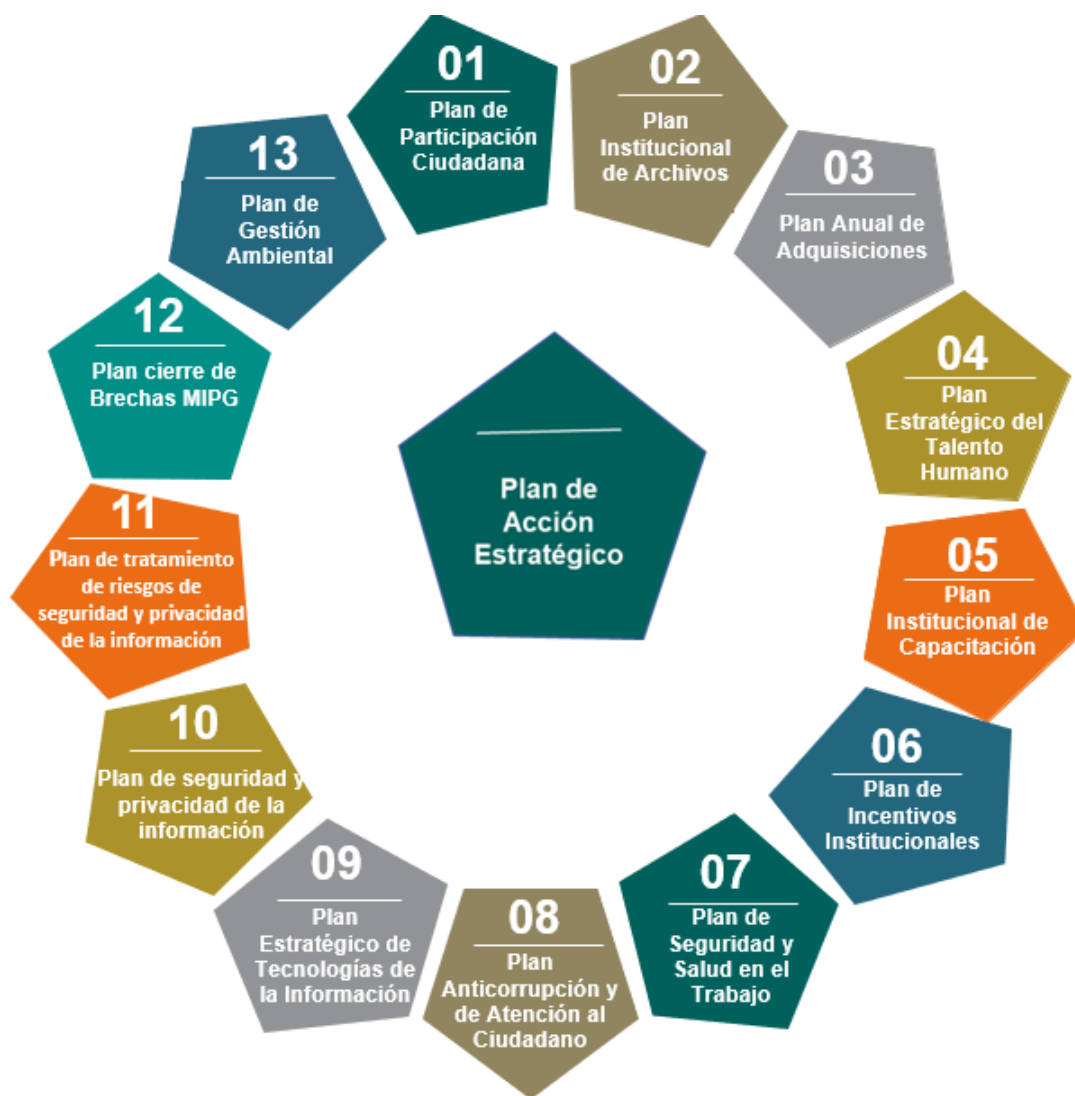 01
Plan de
Participación
Ciudadana
02
Plan
Institucional
de Archivos
03
Plan Anual de
Adquisiciones
04
Plan
Estratégico del
Talento
Humano
05
Plan
Institucional de
Capacitación
06
Plan de
Incentivos
Institucionales
07
Plan de
Seguridad y
Salud en el
Trabajo
08
Plan
Anticorrupción y
de Atención al
Ciudadano
09
Plan
Estratégico de
Tecnologías de
la Información
10
Plan de seguridad y
privacidad de la
información
11
Plan de tratamiento
de riesgos de
seguridad y privacidad
de la información
12
Plan cierre de
Brechas MIPG
13
Plan de
Gestión
Ambiental
Plan de
Acción
Estratégico